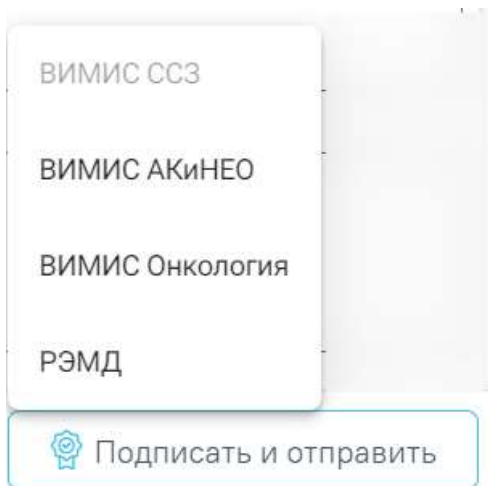 ВИМИС ССЗ
ВИМИС АКиНЕО
ВИМИС Онкология
РЭМД
Подписать и отправить